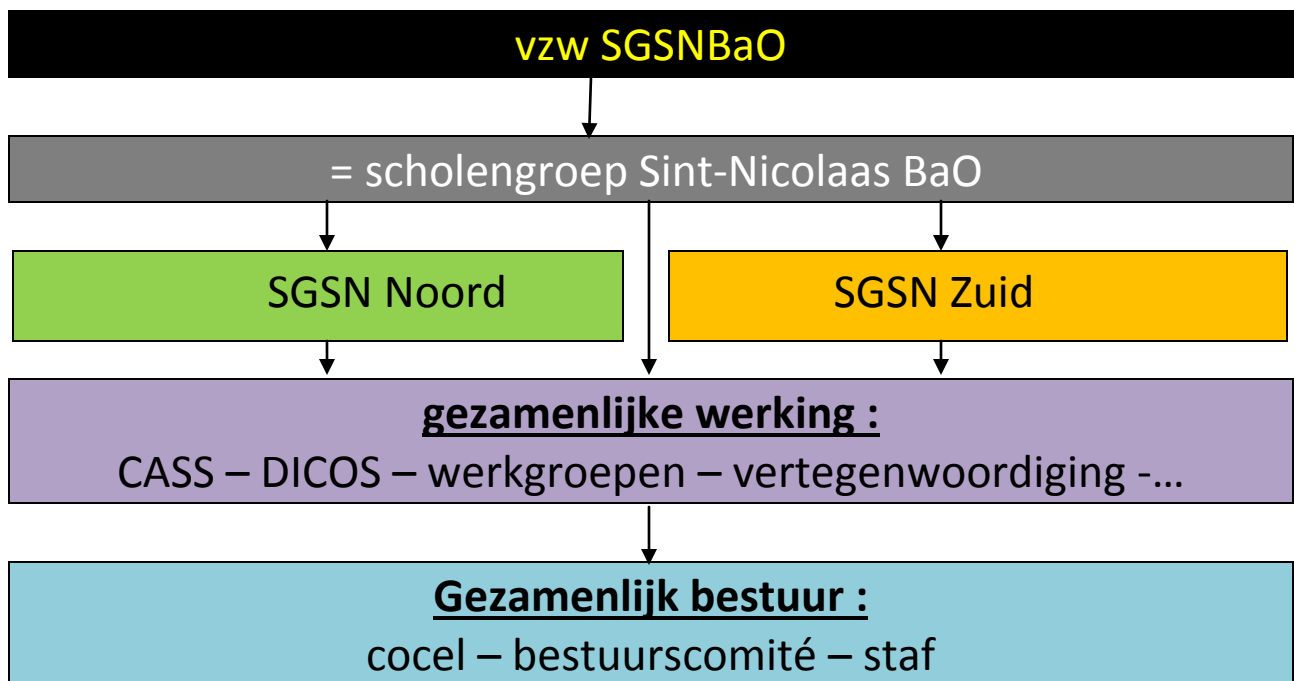 vzw SGSNBaO
= scholengroep Sint-Nicolaas BaO
SGSN Noord
SGSN Zuid
gezamenlijke werking :
CASS – DICOS – werkgroepen – vertegenwoordiging -...
Gezamenlijk bestuur :
cocel – bestuurscomité – staf